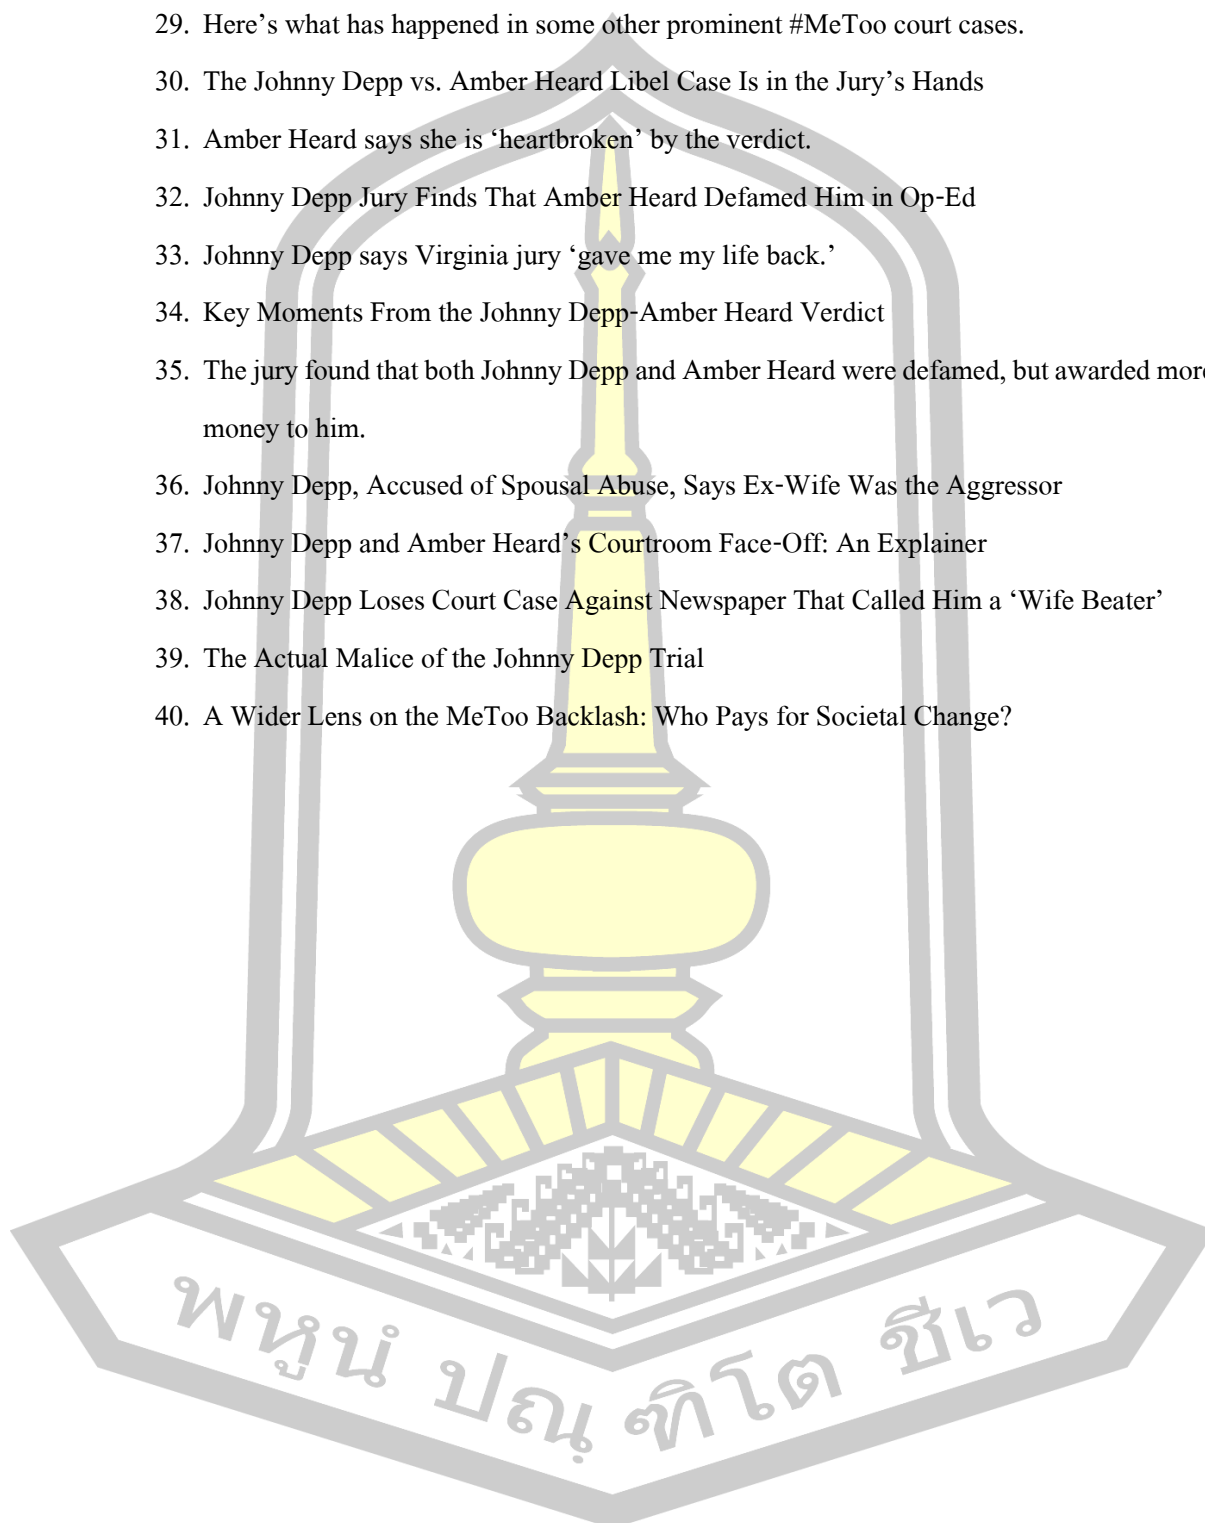 29. Here’s what has happened in some other prominent #MeToo court cases.
30. The Johnny Depp vs. Amber Heard Libel Case Is in the Jury’s Hands
31. Amber Heard says she is ‘heartbroken’ by the verdict.
32. Johnny Depp Jury Finds That Amber Heard Defamed Him in Op-Ed
33. Johnny Depp says Virginia jury ‘gave me my life back.’
34. Key Moments From the Johnny Depp-Amber Heard Verdict
35. The jury found that both Johnny Depp and Amber Heard were defamed, but awarded more
money to him.
36. Johnny Depp, Accused of Spousal Abuse, Says Ex-Wife Was the Aggressor
37. Johnny Depp and Amber Heard’s Courtroom Face-Off: An Explainer
38. Johnny Depp Loses Court Case Against Newspaper That Called Him a ‘Wife Beater’
39. The Actual Malice of the Johnny Depp Trial
40. A Wider Lens on the MeToo Backlash: Who Pays for Societal Change?
พหูนํ ปณฺฑิโต ชีเว